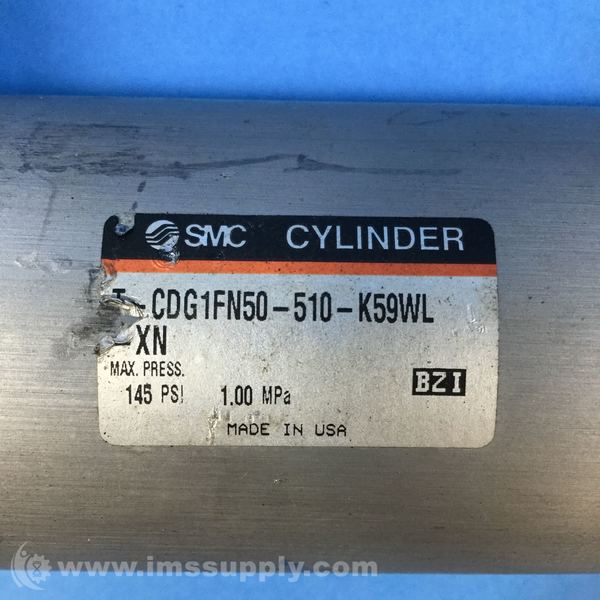 SMC CYLINDER
T-CDG1FN50-510-K59WL
-XN
MAX. PRESS.
145 PSI 1.00 MPa
BZI
MADE IN USA
www.imssupply.com